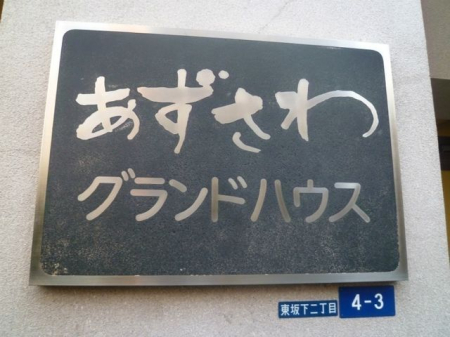 あずさわ
グランドハウス
東坂下二丁目 4-3